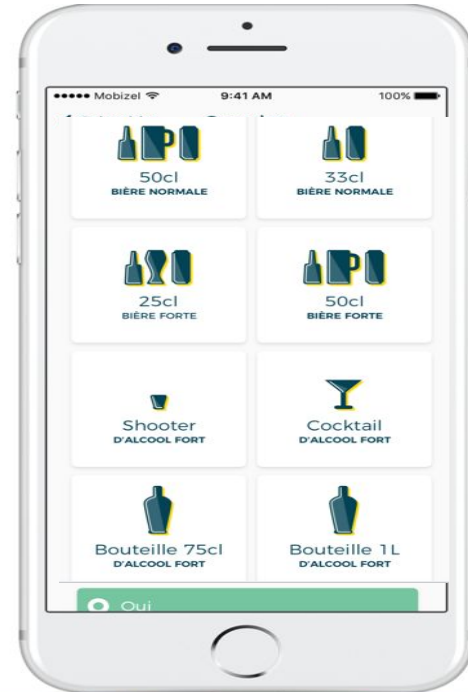 Mobizel 9:41 AM 100%
50cl 33cl
BIÈRE NORMALE BIÈRE NORMALE
25cl 50cl
BIÈRE FORTE BIÈRE FORTE
Shooter Cocktail
D'ALCOOL FORT D'ALCOOL FORT
Bouteille 75cl Bouteille 1L
D'ALCOOL FORT D'ALCOOL FORT
Oui